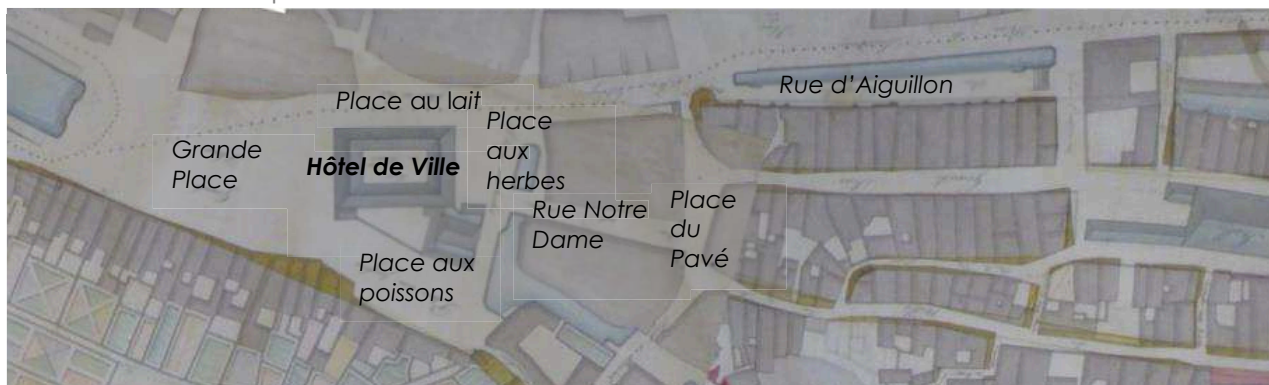 Place au lait
Rue d’Aiguillon
Place
aux
herbes
Grande
Place
Hôtel de Ville
Rue Notre
Dame
Place
du
Pavé
Place aux
poissons